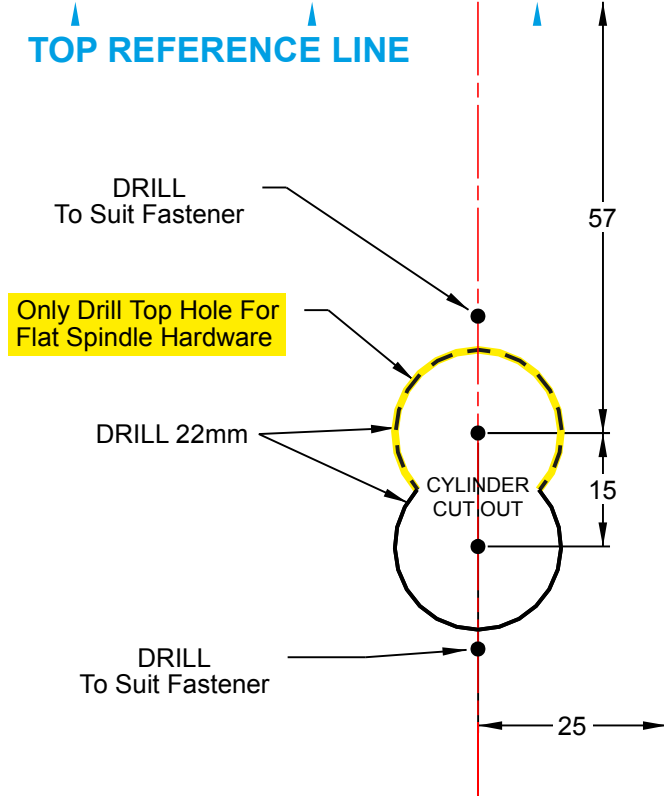 TOP REFERENCE LINE
DRILL
To Suit Fastener
57
Only Drill Top Hole For
Flat Spindle Hardware
DRILL 22mm
CYLINDER
CUT OUT
15
DRILL
To Suit Fastener
25